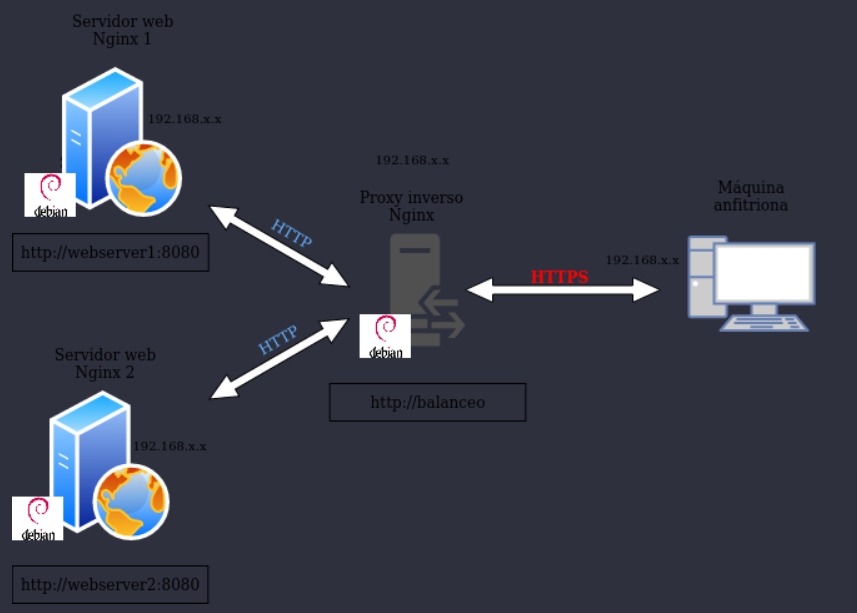 Servidor web
Nginx 1
192.168.x.x
debian
http://webserver1:8080
HTTP
192.168.x.x
Proxy inverso
Nginx
debian
http://balanceo
HTTPS
Máquina
anfitriona
192.168.x.x
HTTP
Servidor web
Nginx 2
192.168.x.x
debian
http://webserver2:8080